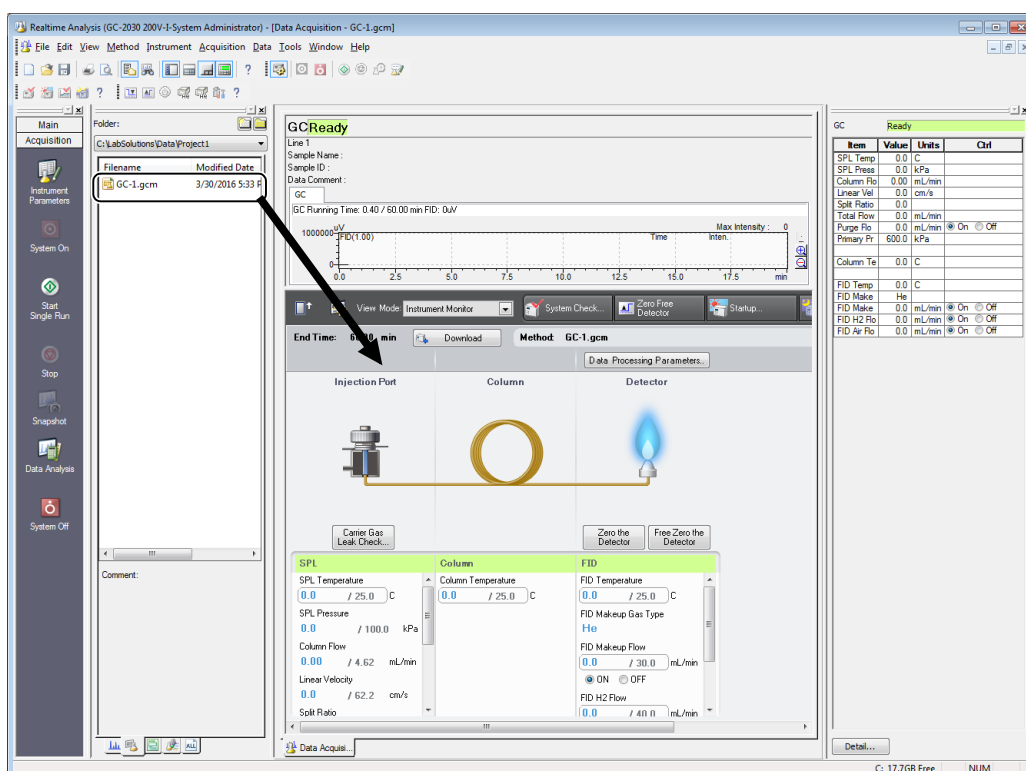 Realtime Analysis (GC-2030 200V-I-System Administrator) - [Data Acquisition - GC-1.gcm]
File Edit View Method Instrument Acquisition Data Tools Window Help
Main
Acquisition
Instrument
Parameters
System On
Start
Single Run
Stop
Snapshot
Data Analysis
System Off
Folder:
C:\LabSolutions\Data\Project1
Filename Modified Date
GC-1.gcm 3/30/2016 5:33 P
Comment:
ALL
GC Ready
Line 1
Sample Name :
Sample ID :
Data Comment :
GC
GC Running Time: 0.40 / 60.00 min FID: 0uV
uV Max Intensity : 0
1000000 FID(1.00) Time Inten.
0
0.0 2.5 5.0 7.5 10.0 12.5 15.0 17.5 min
View Mode: Instrument Monitor System Check... Zero Free Detector Startup...
End Time: min Download Method: GC-1.gcm
Data Processing Parameters..
Injection Port Column Detector
Carrier Gas
Leak Check...
Zero the
Detector
Free Zero the
Detector
SPL
SPL Temperature
0.0 / 25.0 C
SPL Pressure
0.0 / 100.0 kPa
Column Flow
0.00 / 4.62 mL/min
Linear Velocity
0.0 / 62.2 cm/s
Split Ratio
Column
Column Temperature
0.0 / 25.0 C
FID
FID Temperature
0.0 / 25.0 C
FID Makeup Gas Type
He
FID Makeup Flow
0.0 / 30.0 mL/min
ON OFF
FID H2 Flow
0.0 / 40.0 mL/min
Data Acquisi...
GC Ready
Item Value Units Ctrl
SPL Temp 0.0 C
SPL Press 0.0 kPa
Column Flo 0.00 mL/min
Linear Vel 0.0 cm/s
Split Ratio 0.0
Total Flow 0.0 mL/min
Purge Flo 0.0 mL/min On Off
Primary Pr 600.0 kPa
Column Te 0.0 C
FID Temp 0.0 C
FID Make He
FID Make 0.0 mL/min On Off
FID H2 Flo 0.0 mL/min On Off
FID Air Flo 0.0 mL/min On Off
Detail...
C: 17.7GB Free NUM